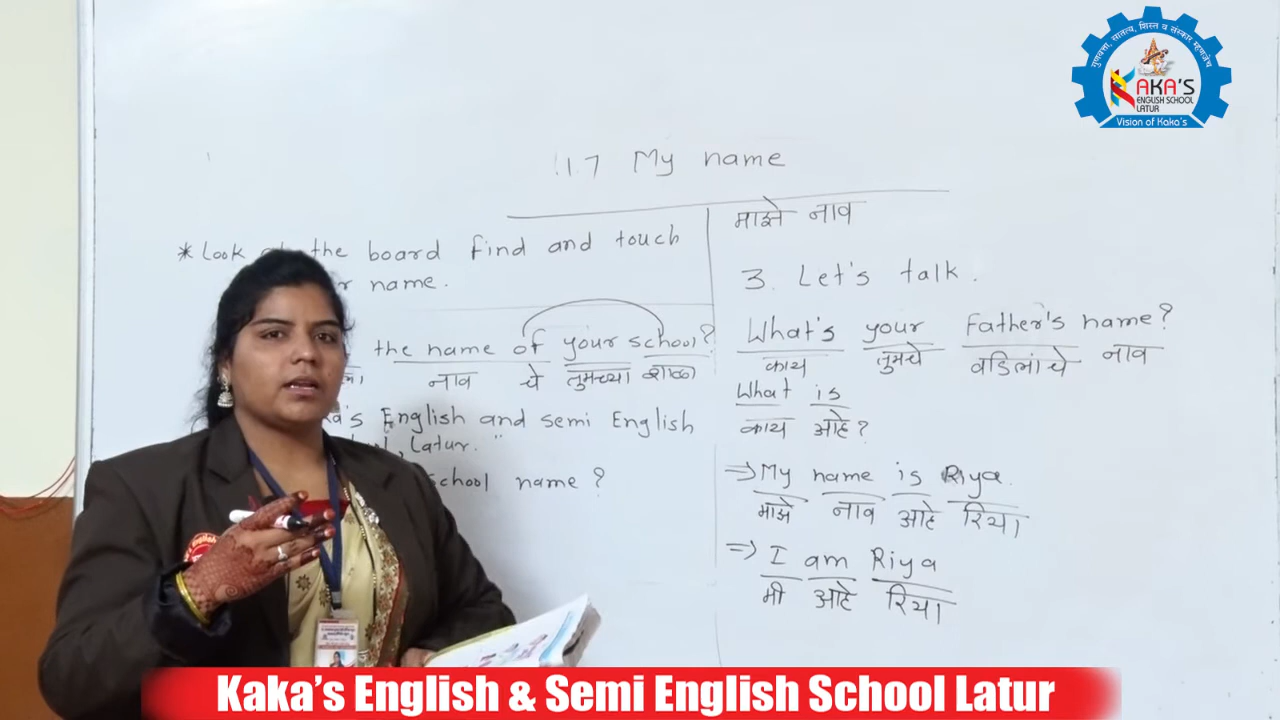 1.7 My name
माझे नाव
* Look at the board find and touch
name.
the name of your school?
नाव चे तुमच्या शाळा
English and semi English
Latur."
school name?
3. Let's talk.
What's your Father's name?
काय तुमचे वडिलांचे नाव
What is
काय आहे?
⇒ My name is Riya.
माझे नाव आहे रिया
⇒ I am Riya
मी आहे रिया
गुणवत्ता, सातत्य, शिस्त व संस्कार म्हणजेच
KAKA'S
ENGLISH SCHOOL
LATUR
Vision of Kaka's
Kaka's English & Semi English School Latur